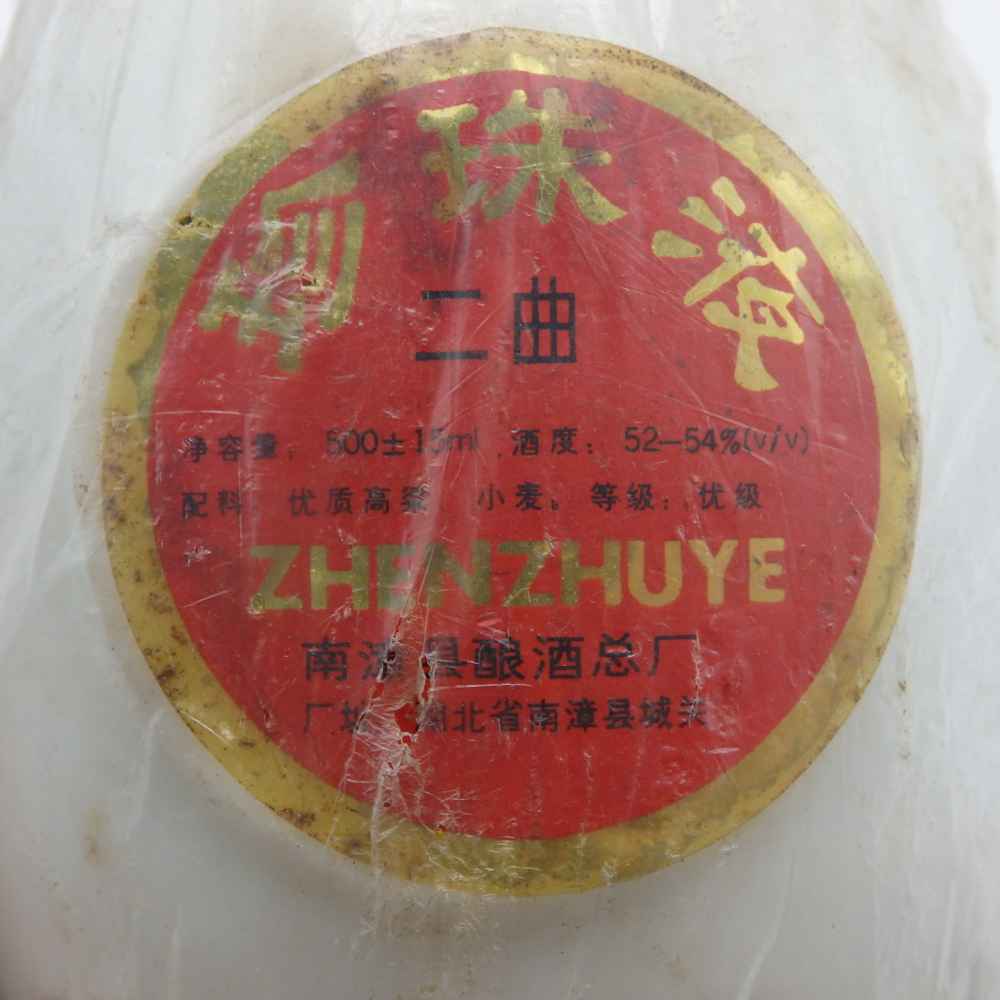 珍珠液
二曲
净容量：500±15ml 酒度：52—54%(v/v)
配料：优质高粱 小麦。等级：优级
ZHENZHUYE
南漳县酿酒总厂
厂址：湖北省南漳县城关